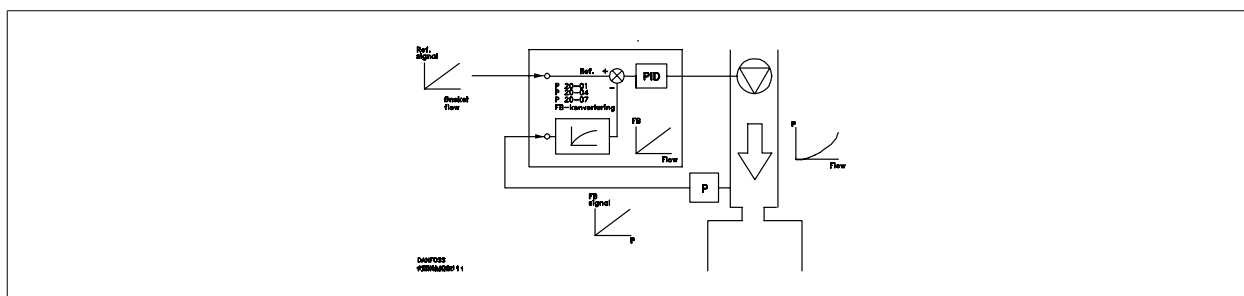 Ref.
signal
Ønsket
flow
Ref.
+
-
P 20-01
P 20-04
P 20-07
FB-konvertering
PID
FB
Flow
P
Flow
P
FB
signal
P
DANFOSS